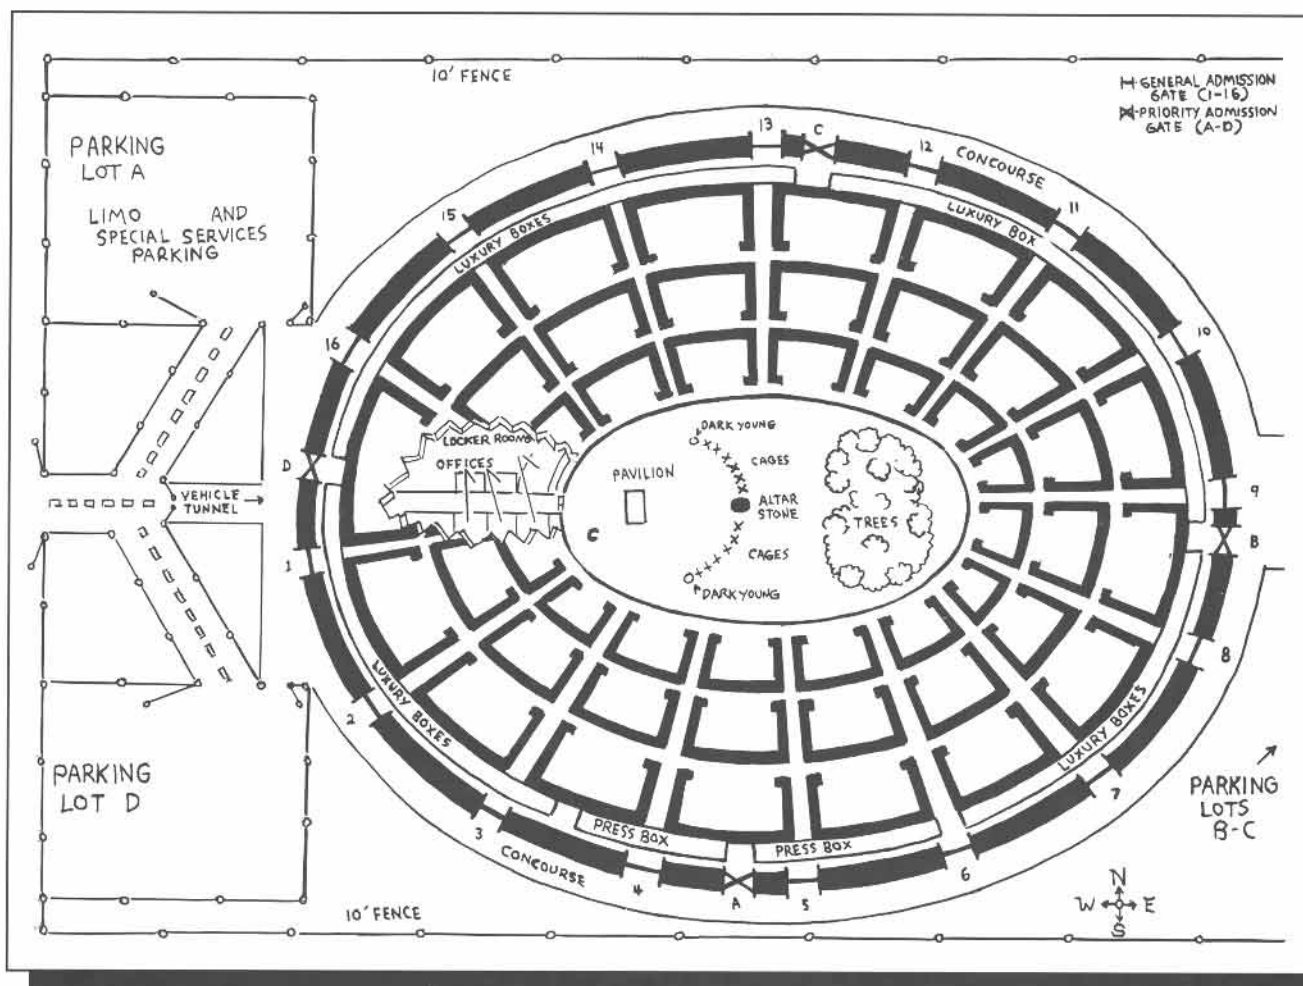 10' FENCE
GENERAL ADMISSION
GATE (1-16)
PRIORITY ADMISSION
GATE (A-D)
PARKING
LOT A
LIMO AND
SPECIAL SERVICES
PARKING
13
C
12
CONCOURSE
14
11
15
LUXURY BOXES
LUXURY BOX
16
10
LOCKER ROOMS
OFFICES
DARK YOUNG
CAGES
PAVILION
D
VEHICLE
TUNNEL
ALTAR
STONE
TREES
9
B
C
CAGES
DARK YOUNG
1
8
LUXURY BOXES
LUXURY BOXES
2
7
PARKING
LOT D
PARKING
LOTS
B-C
3
PRESS BOX
PRESS BOX
CONCOURSE
4
A
5
6
N
W E
S
10' FENCE